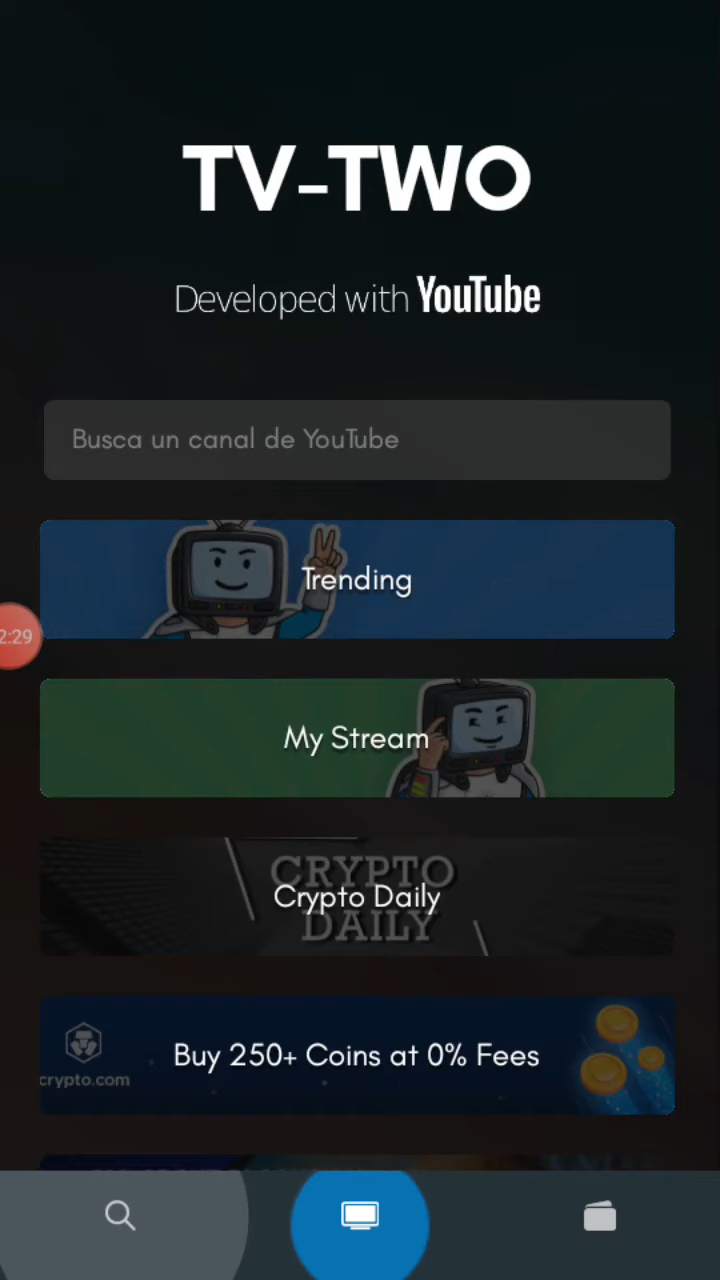 TV-TWO
Developed with YouTube
Busca un canal de YouTube
Trending
2:29
My Stream
CRYPTO
Crypto Daily
DAILY
Buy 250+ Coins at 0% Fees
crypto.com